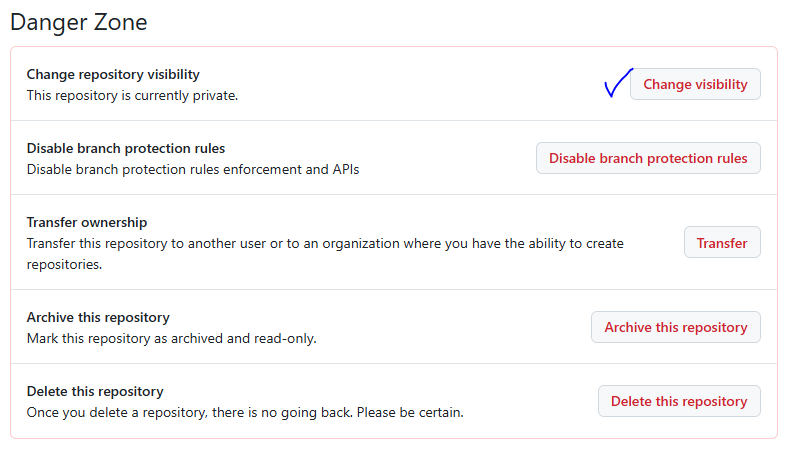 Danger Zone
Change repository visibility
This repository is currently private.
Change visibility
Disable branch protection rules
Disable branch protection rules enforcement and APIs
Disable branch protection rules
Transfer ownership
Transfer this repository to another user or to an organization where you have the ability to create
repositories.
Transfer
Archive this repository
Mark this repository as archived and read-only.
Archive this repository
Delete this repository
Once you delete a repository, there is no going back. Please be certain.
Delete this repository